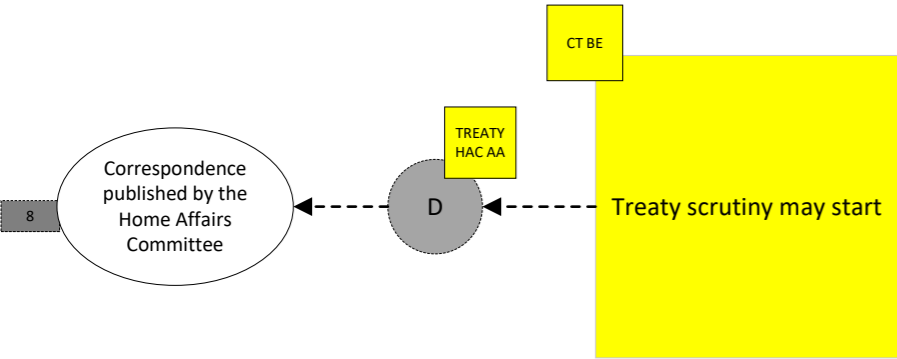 CT BE
TREATY
HAC AA
Correspondence
published by the
Home Affairs
Committee
8
D
Treaty scrutiny may start